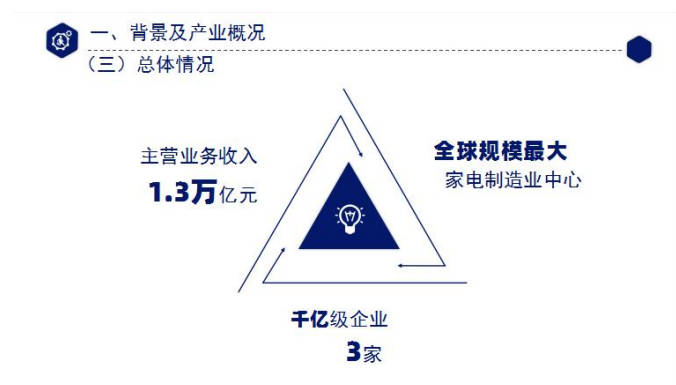 一、背景及产业概况
（三）总体情况
主营业务收入
1.3万亿元
全球规模最大
家电制造业中心
千亿级企业
3家